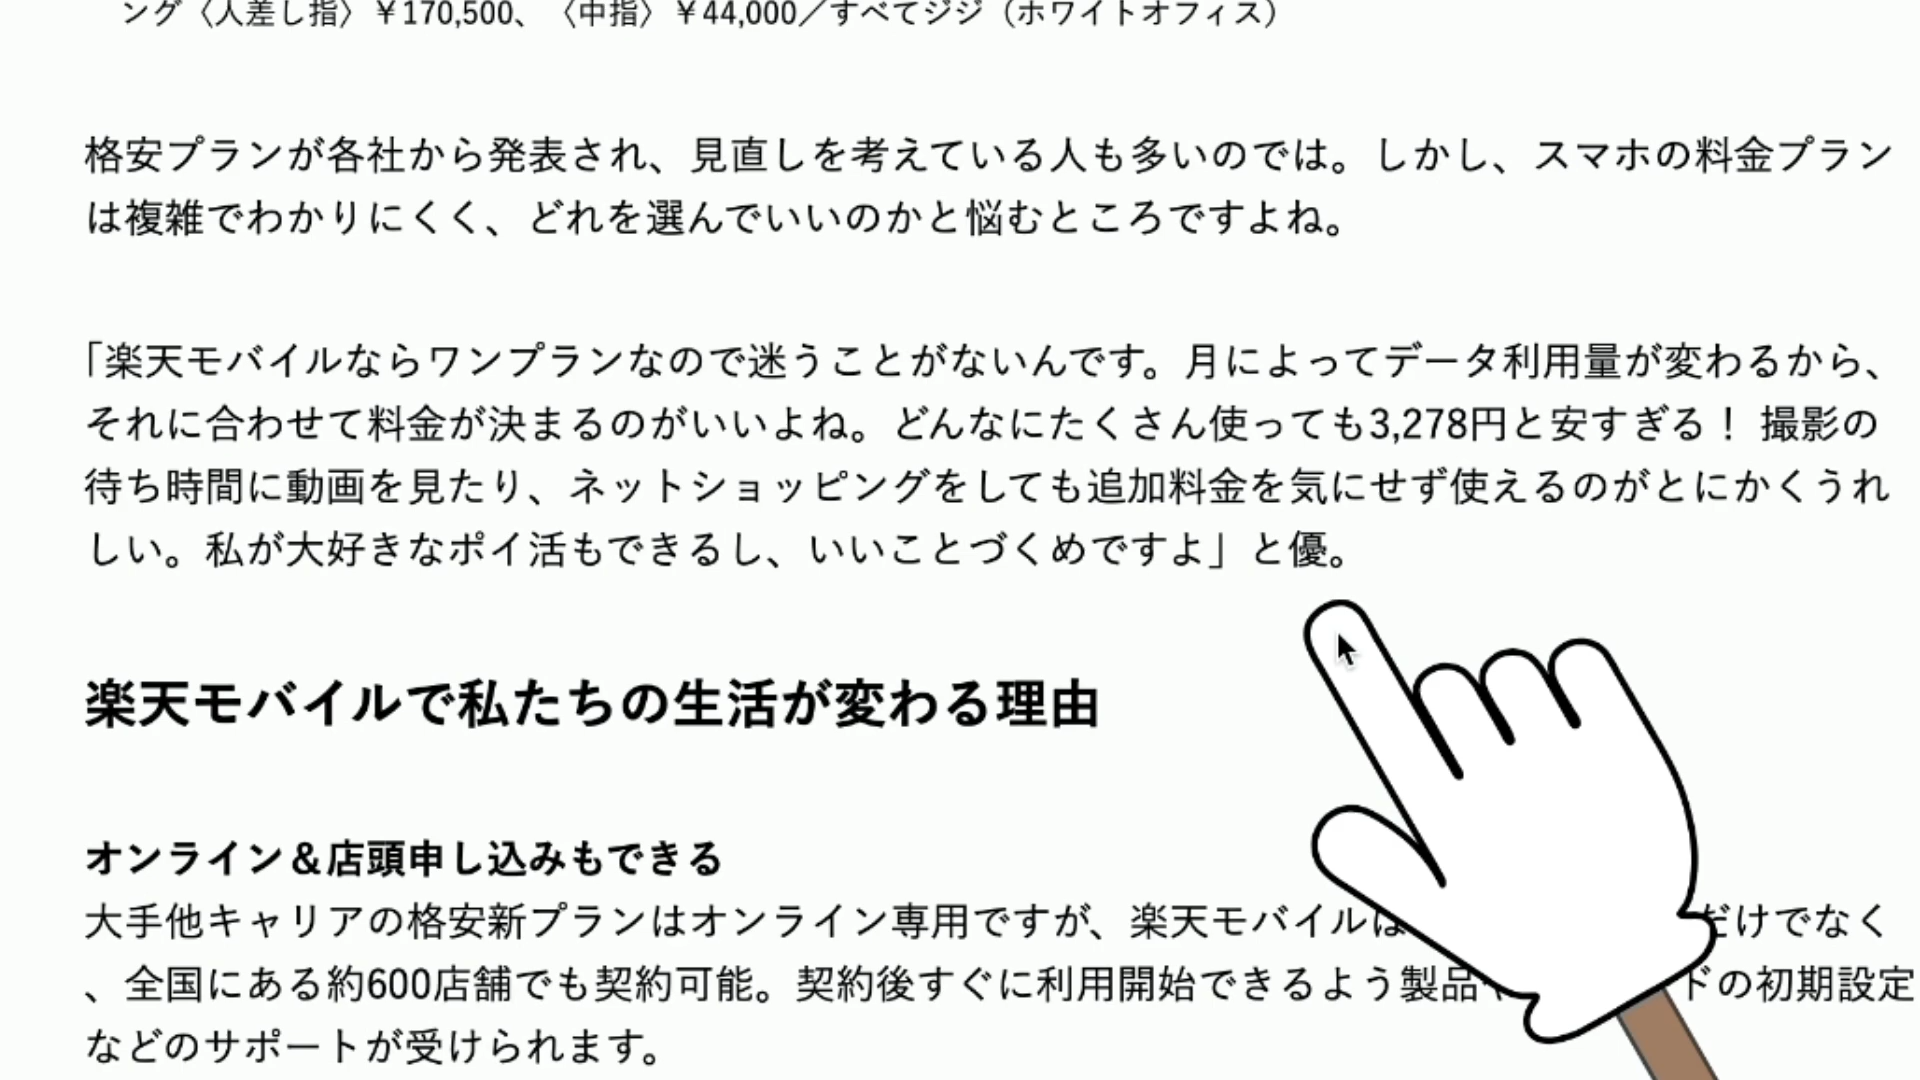 ング〈人差し指〉￥170,500、〈中指〉￥44,000／すべてジジ（ホワイトオフィス）
格安プランが各社から発表され、見直しを考えている人も多いのでは。しかし、スマホの料金プラン
は複雑でわかりにくく、どれを選んでいいのかと悩むところですよね。
「楽天モバイルならワンプランなので迷うことがないんです。月によってデータ利用量が変わるから、
それに合わせて料金が決まるのがいいよね。どんなにたくさん使っても3,278円と安すぎる！ 撮影の
待ち時間に動画を見たり、ネットショッピングをしても追加料金を気にせず使えるのがとにかくうれ
しい。私が大好きなポイ活もできるし、いいことづくめですよ」と優。
楽天モバイルで私たちの生活が変わる理由
オンライン＆店頭申し込みもできる
大手他キャリアの格安新プランはオンライン専用ですが、楽天モバイルは だけでなく
、全国にある約600店舗でも契約可能。契約後すぐに利用開始できるよう製品 ドの初期設定
などのサポートが受けられます。